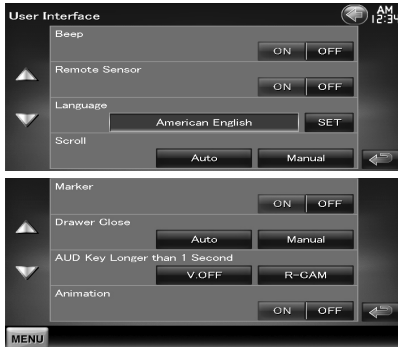 User Interface
AM
12:34
Beep
ON OFF
Remote Sensor
ON OFF
Language
American English SET
Scroll
Auto Manual
Marker
ON OFF
Drawer Close
Auto Manual
AUD Key Longer than 1 Second
V.OFF R-CAM
Animation
ON OFF
MENU